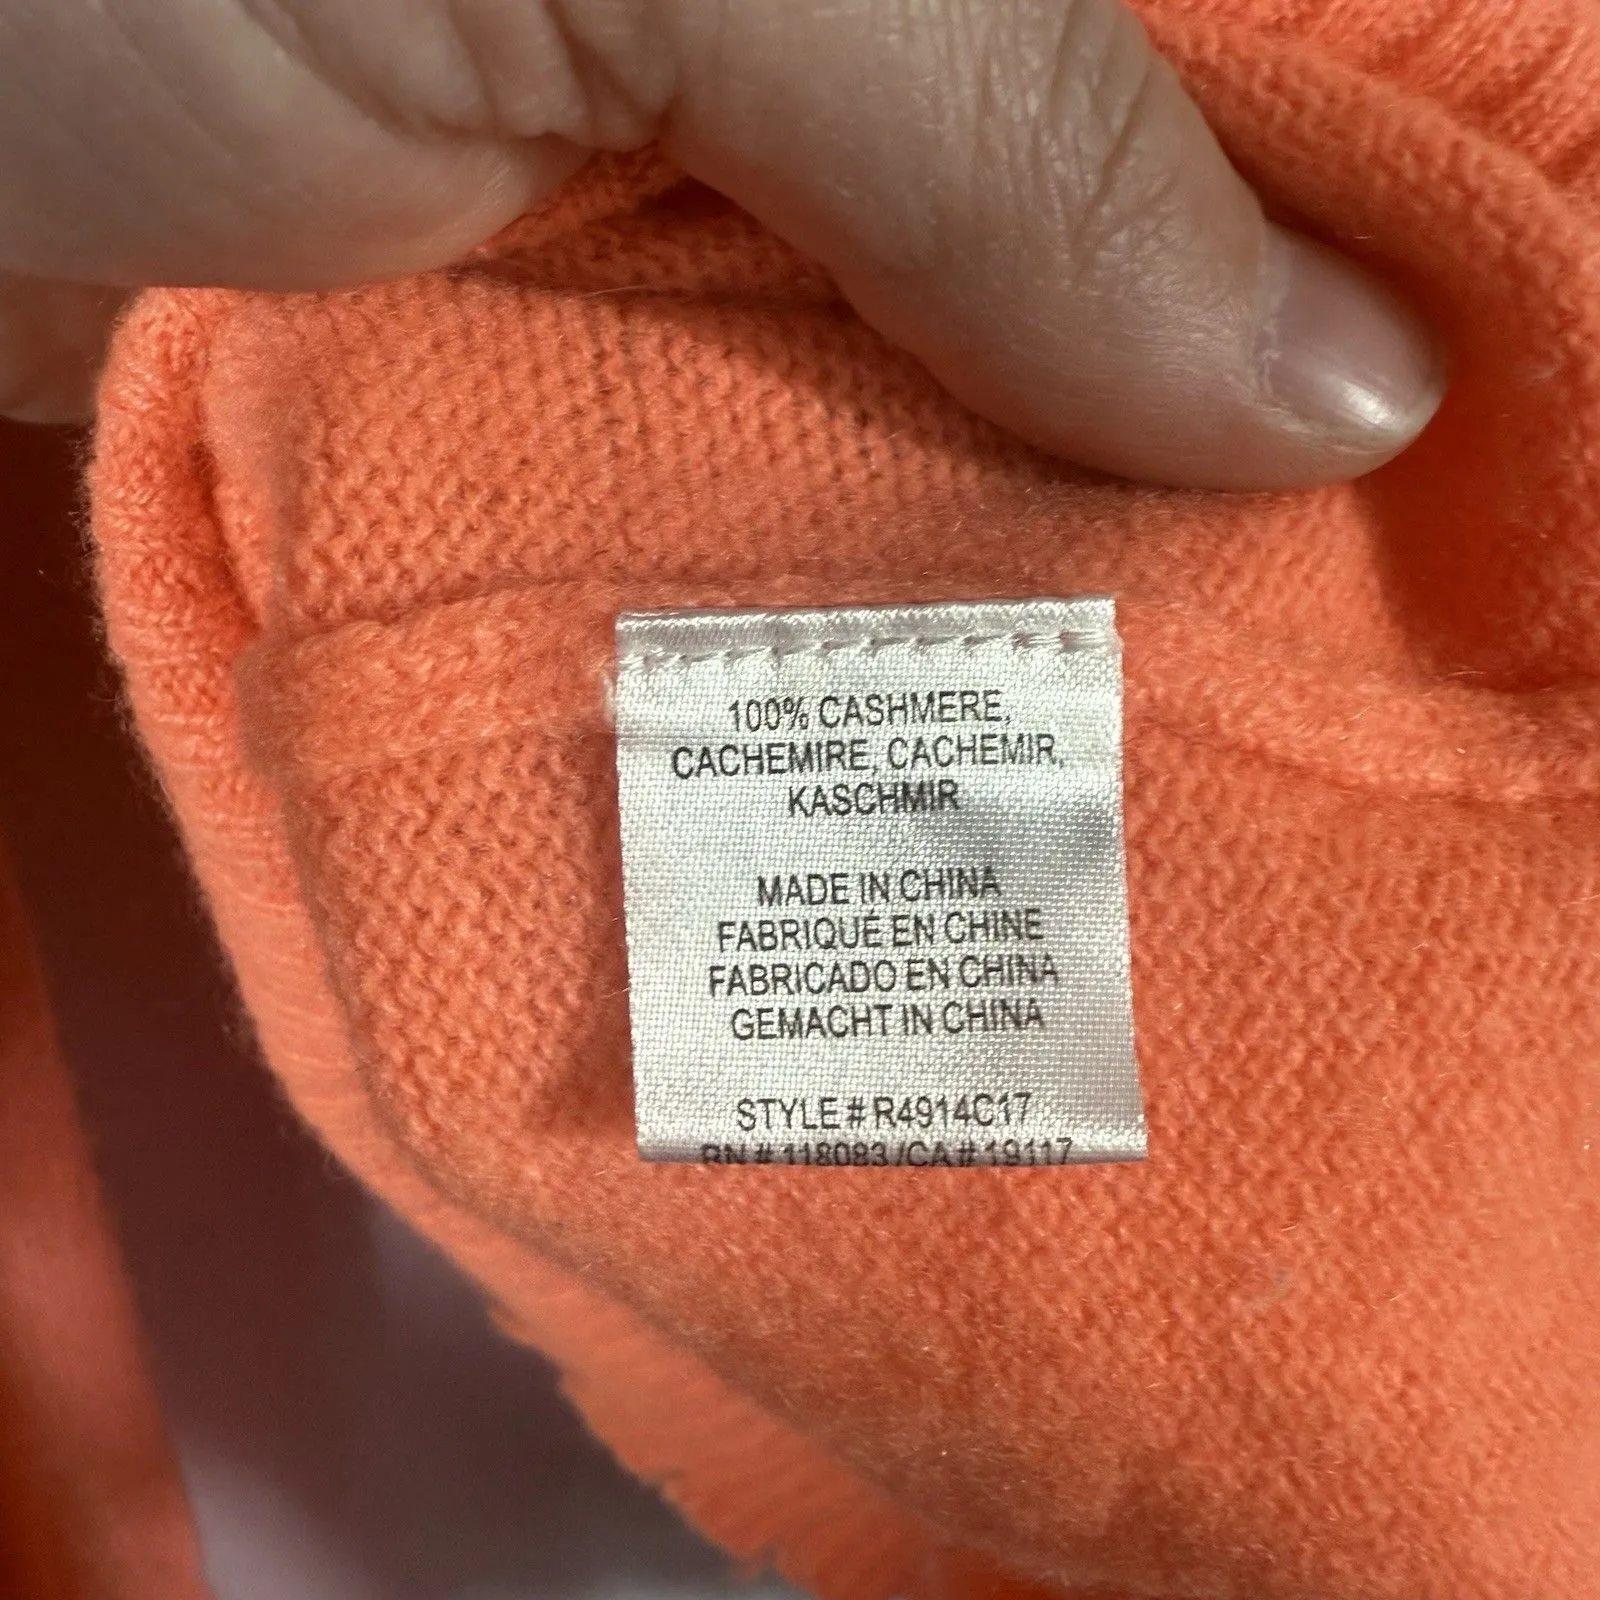 100% CASHMERE,
CACHEMIRE, CACHEMIR,
KASCHMIR
MADE IN CHINA
FABRIQUÉ EN CHINE
FABRICADO EN CHINA
GEMACHT IN CHINA
STYLE # R4914C17
RN # 118083 / CA # 19117